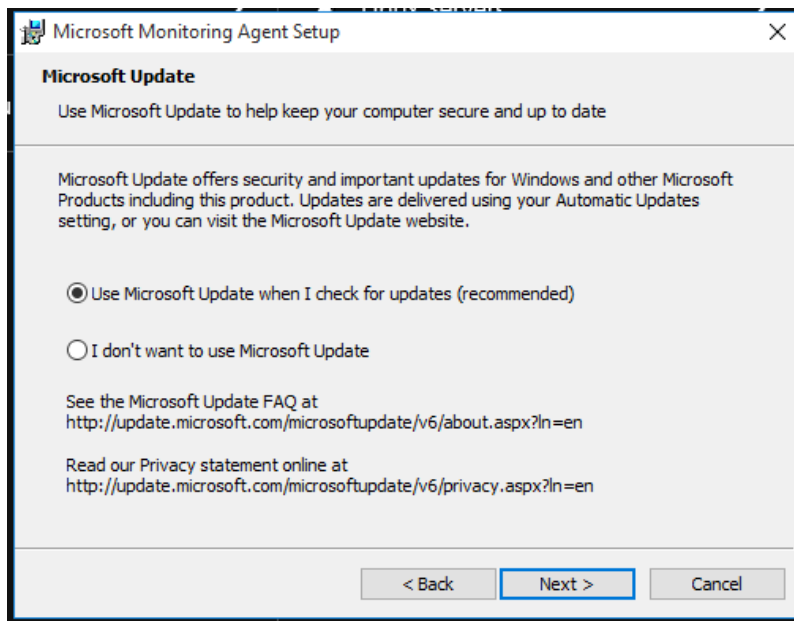 Microsoft Monitoring Agent Setup
Microsoft Update
Use Microsoft Update to help keep your computer secure and up to date
Microsoft Update offers security and important updates for Windows and other Microsoft
Products including this product. Updates are delivered using your Automatic Updates
setting, or you can visit the Microsoft Update website.
Use Microsoft Update when I check for updates (recommended)
I don't want to use Microsoft Update
See the Microsoft Update FAQ at
http://update.microsoft.com/microsoftupdate/v6/about.aspx?ln=en
Read our Privacy statement online at
http://update.microsoft.com/microsoftupdate/v6/privacy.aspx?ln=en
< Back
Next >
Cancel